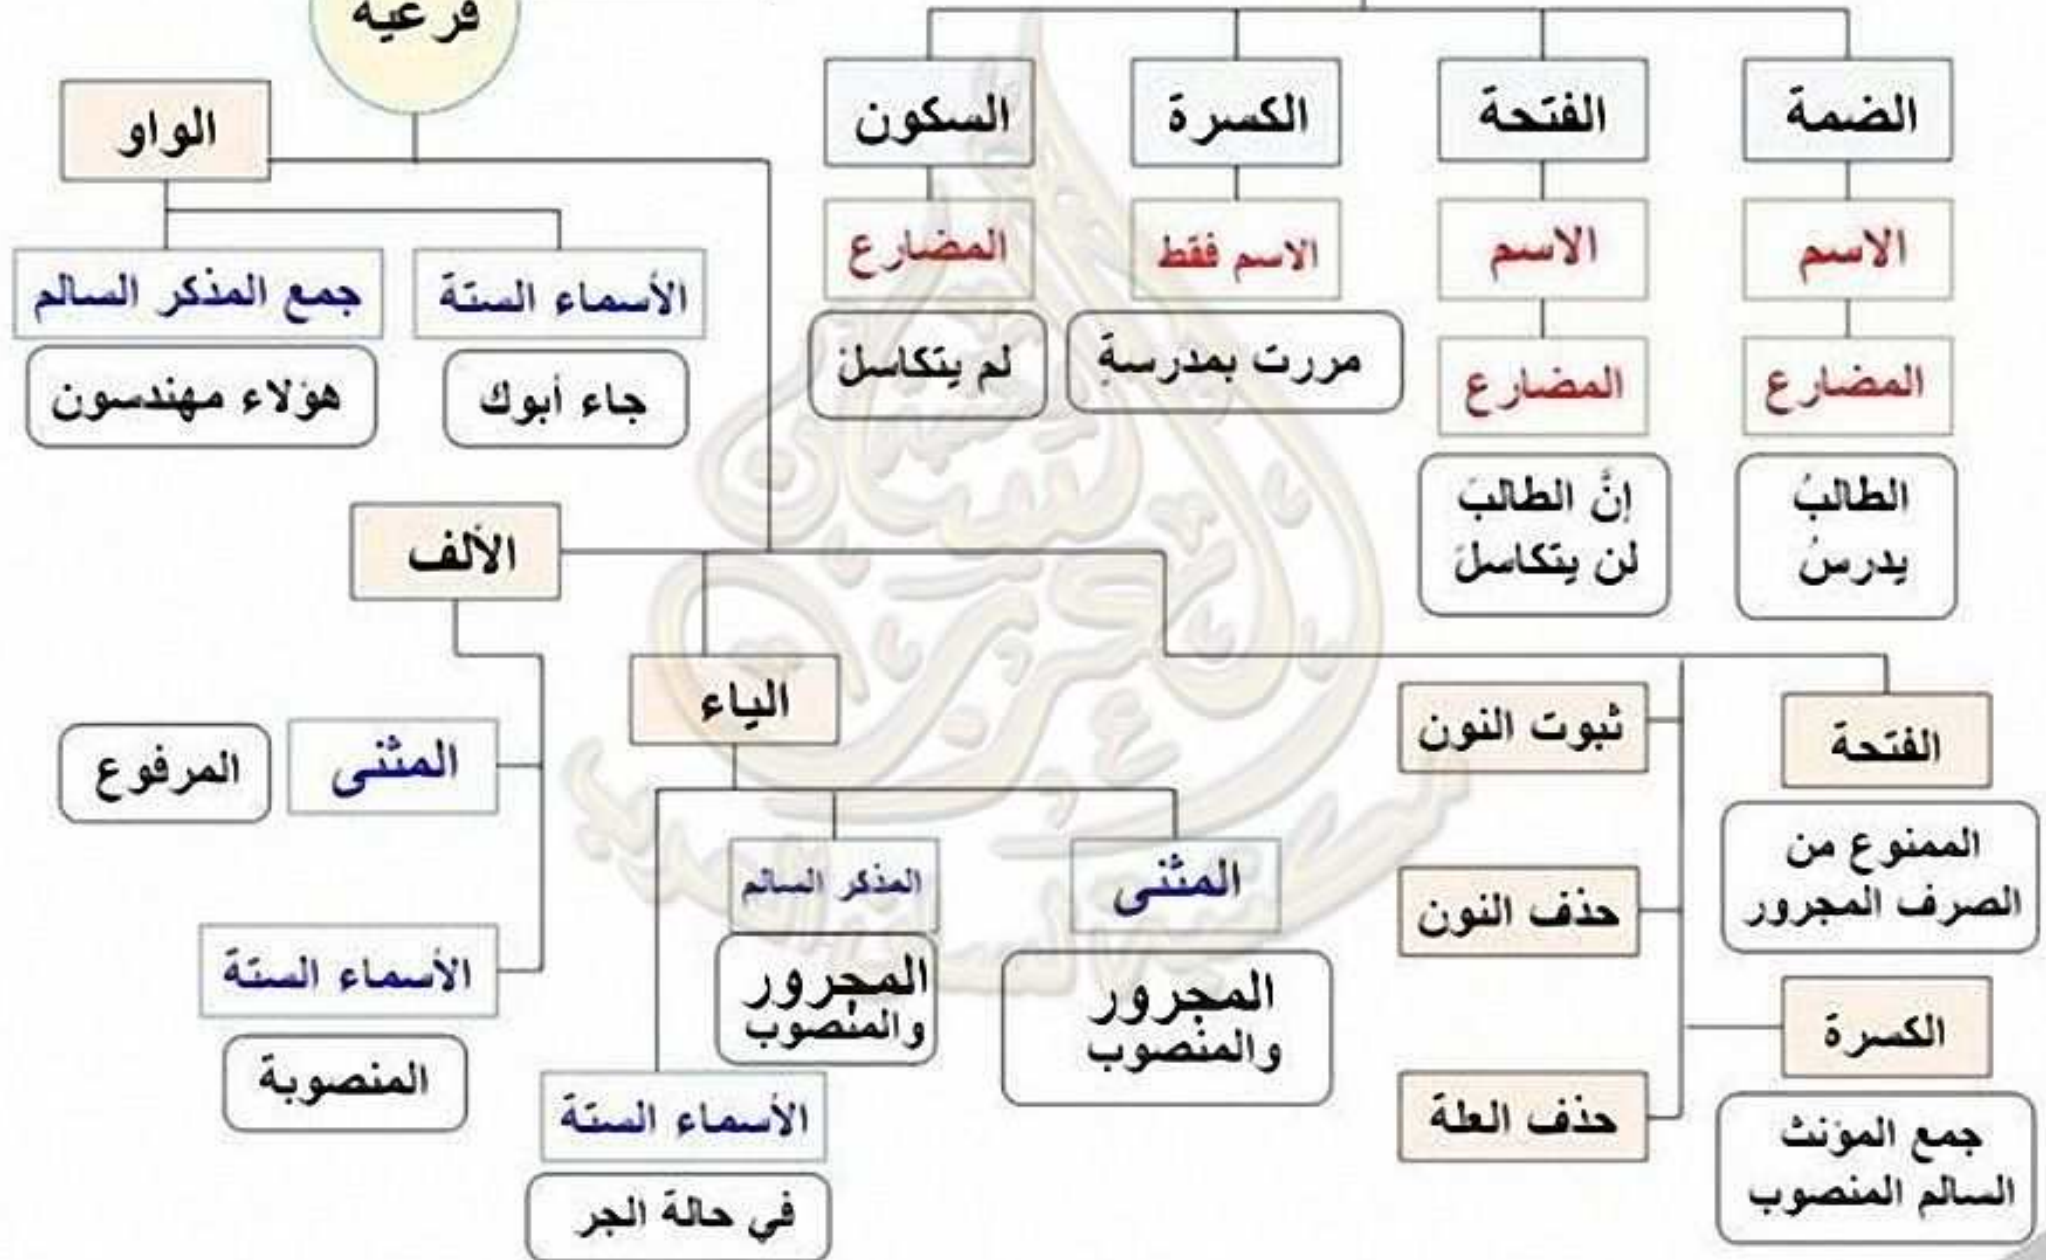 فرعية
الضمة
الفتحة
الكسرة
السكون
الاسم
الاسم
الاسم فقط
المضارع
المضارع
المضارع
مررت بمدرسةٍ
لم يتكاسلْ
الطالبُ
يدرسُ
إنَّ الطالبَ
لن يتكاسلَ
الواو
الأسماء الستة
جمع المذكر السالم
جاء أبوك
هؤلاء مهندسون
الألف
المثنى
المرفوع
الأسماء الستة
المنصوبة
الياء
المثنى
المجرور
والمنصوب
المذكر السالم
المجرور
والمنصوب
الأسماء الستة
في حالة الجر
الفتحة
الممنوع من
الصرف المجرور
الكسرة
جمع المؤنث
السالم المنصوب
ثبوت النون
حذف النون
حذف العلة